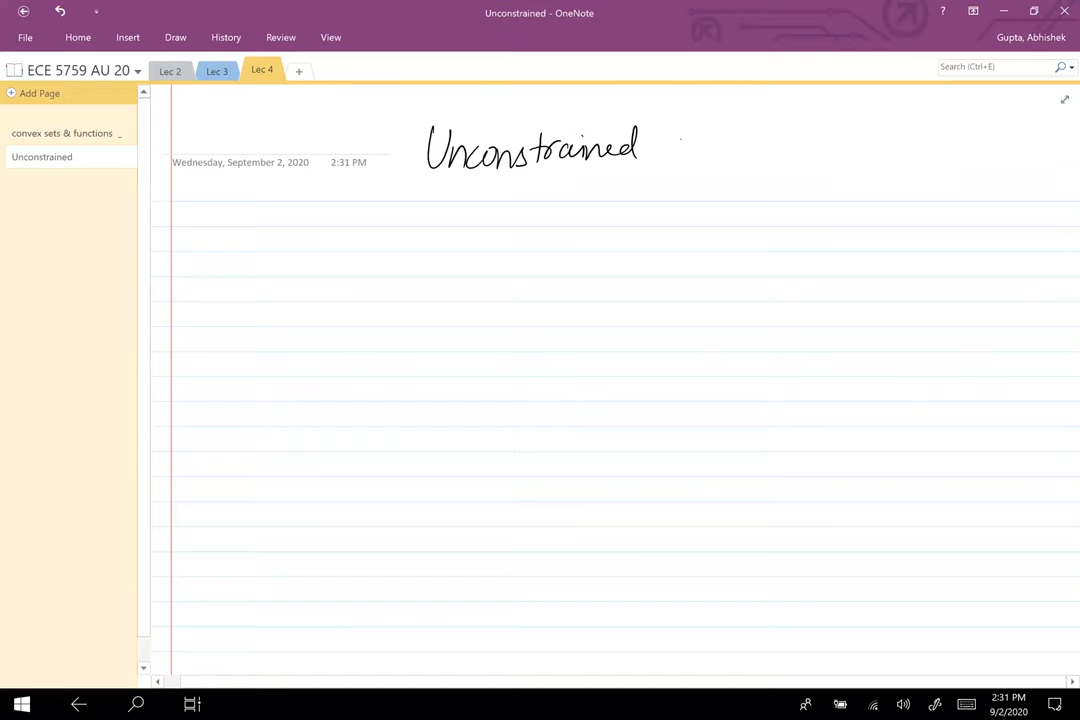 Unconstrained - OneNote
?
File Home Insert Draw History Review View
Gupta, Abhishek
ECE 5759 AU 20
Lec 2 Lec 3 Lec 4 +
Search (Ctrl+E)
Add Page
convex sets & functions _
Unconstrained
Unconstrained
Wednesday, September 2, 2020 2:31 PM
2:31 PM
9/2/2020